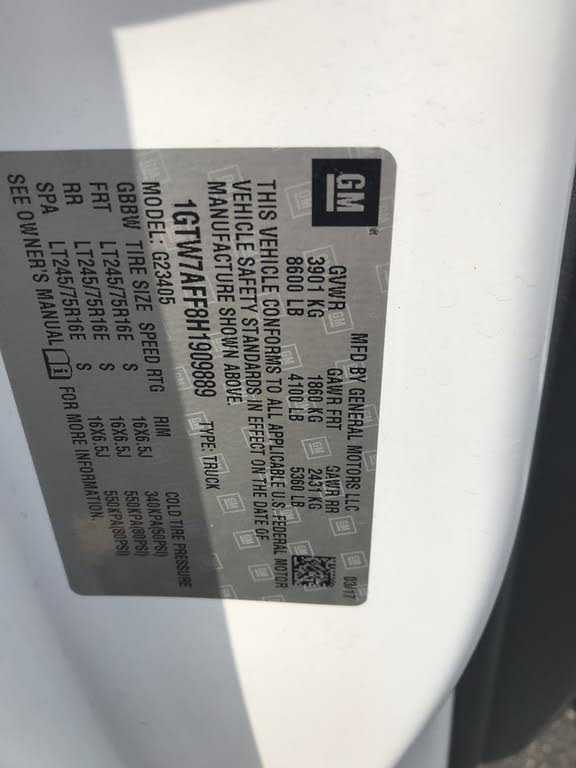 GM
MFD BY GENERAL MOTORS LLC 03/17
GVWR GAWR FRT GAWR RR
3901 KG 1860 KG 2431 KG
8600 LB 4100 LB 5360 LB
THIS VEHICLE CONFORMS TO ALL APPLICABLE U.S. FEDERAL MOTOR
VEHICLE SAFETY STANDARDS IN EFFECT ON THE DATE OF
MANUFACTURE SHOWN ABOVE.
1GTW7AFF8H1909889 TYPE: TRUCK
MODEL: G23405
GBBW TIRE SIZE SPEED RTG RIM COLD TIRE PRESSURE
FRT LT245/75R16E S 16X6.5J 340KPA(50PSI)
RR LT245/75R16E S 16X6.5J 550KPA(80PSI)
SPA LT245/75R16E S 16X6.5J 550KPA(80PSI)
SEE OWNER'S MANUAL FOR MORE INFORMATION.